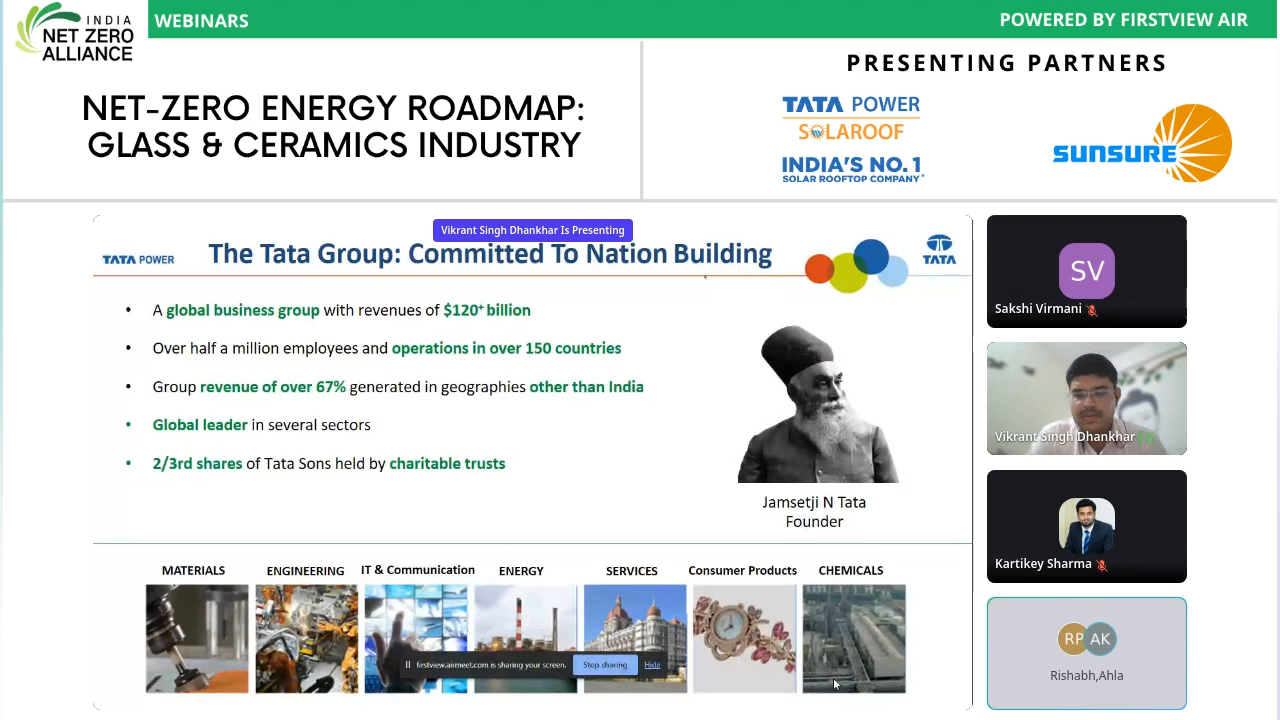 INDIA
NET ZERO
ALLIANCE
WEBINARS
POWERED BY FIRSTVIEW AIR
NET-ZERO ENERGY ROADMAP:
GLASS & CERAMICS INDUSTRY
PRESENTING PARTNERS
TATA POWER
SOLAROOF
INDIA'S NO.1
SOLAR ROOFTOP COMPANY*
SUNSURE
Vikrant Singh Dhankhar Is Presenting
TATA POWER
The Tata Group: Committed To Nation Building
TATA
• A global business group with revenues of $120+ billion
• Over half a million employees and operations in over 150 countries
• Group revenue of over 67% generated in geographies other than India
• Global leader in several sectors
• 2/3rd shares of Tata Sons held by charitable trusts
Jamsetji N Tata
Founder
MATERIALS
ENGINEERING
IT & Communication
ENERGY
SERVICES
Consumer Products
CHEMICALS
firstview.airmeet.com is sharing your screen.
Stop sharing
Hide
SV
Sakshi Virmani
Vikrant Singh Dhankhar
Kartikey Sharma
RP
AK
Rishabh,Ahla